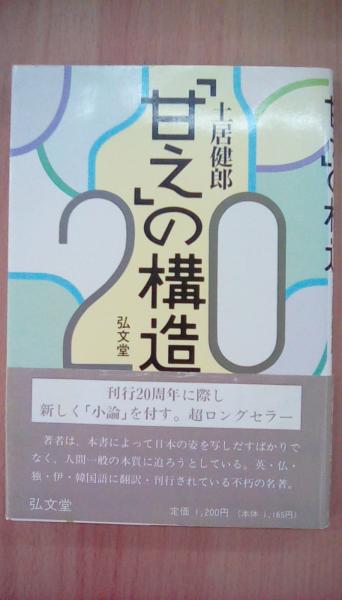 「甘え」の構造
土居健郎
20
弘文堂
刊行20周年に際し
新しく「小論」を付す。超ロングセラー
著者は、本書によって日本の姿を写しだすばかりで
なく、人間一般の本質に迫ろうとしている。英・仏・
独・伊・韓国語に翻訳・刊行されている不朽の名著。
弘文堂
定価 1,200円 (本体 1,165円)